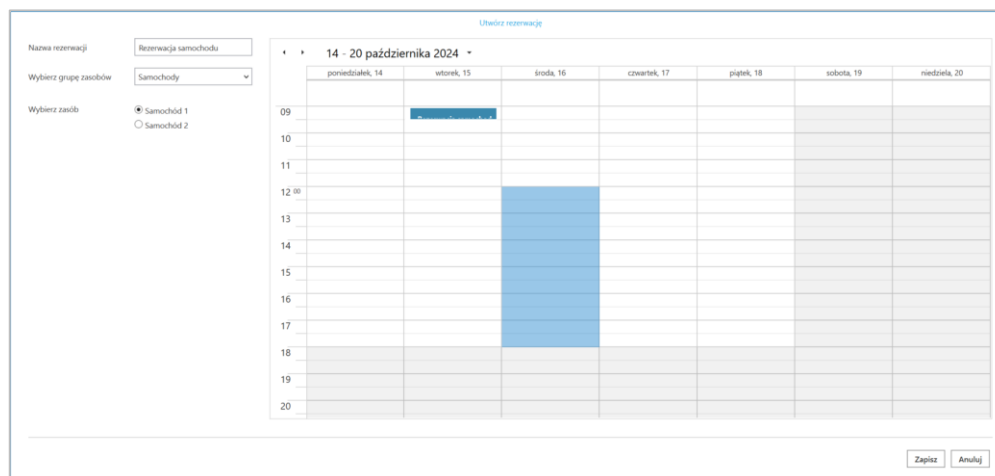 Utwórz rezerwację
Nazwa rezerwacji
Rezerwacja samochodu
Wybierz grupę zasobów
Samochody
Wybierz zasób
Samochód 1
Samochód 2
14 - 20 października 2024
poniedziałek, 14 wtorek, 15 środa, 16 czwartek, 17 piątek, 18 sobota, 19 niedziela, 20
09
10
11
12 00
13
14
15
16
17
18
19
20
Zapisz Anuluj